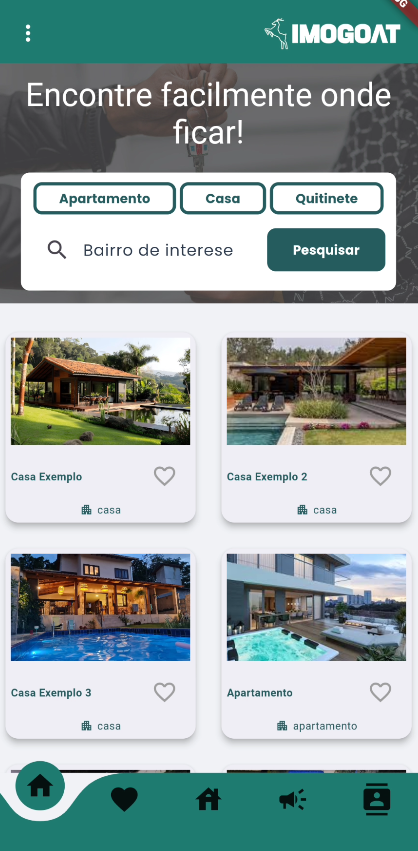 IMOGOAT
Encontre facilmente onde
ficar!
Apartamento Casa Quitinete
Bairro de interese Pesquisar
Casa Exemplo Casa Exemplo 2
casa casa
Casa Exemplo 3 Apartamento
casa apartamento